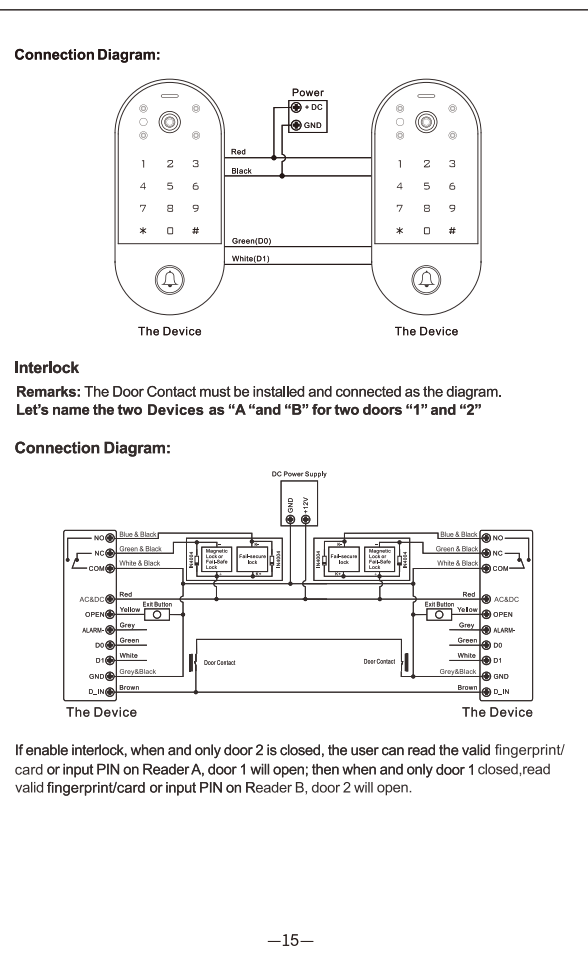 Connection Diagram:
Power
+ DC
GND
Red
Black
1 2 3
4 5 6
7 8 9
* 0 #
1 2 3
4 5 6
7 8 9
* 0 #
Green(D0)
White(D1)
The Device
The Device
Interlock
Remarks: The Door Contact must be installed and connected as the diagram.
Let's name the two Devices as “A “and “B” for two doors “1” and “2”
Connection Diagram:
DC Power Supply
GND
+12V
NO
Blue & Black
NC
Green & Black
COM
White & Black
IN4004
Magnetic
Lock or
Fail-Safe
Lock
Fail-secure
lock
IN4004
IN4004
Fail-secure
lock
Magnetic
Lock or
Fail-Safe
Lock
IN4004
Blue & Black
NO
Green & Black
NC
White & Black
COM
AC&DC
Red
OPEN
Yellow
Exit Button
ALARM-
Grey
D0
Green
D1
White
GND
Grey&Black
D_IN
Brown
Door Contact
Door Contact
Red
AC&DC
Exit Button
Yellow
OPEN
Grey
ALARM-
Green
D0
White
D1
Grey&Black
GND
Brown
D_IN
The Device
The Device
If enable interlock, when and only door 2 is closed, the user can read the valid fingerprint/
card or input PIN on Reader A, door 1 will open; then when and only door 1 closed,read
valid fingerprint/card or input PIN on Reader B, door 2 will open.
—15—